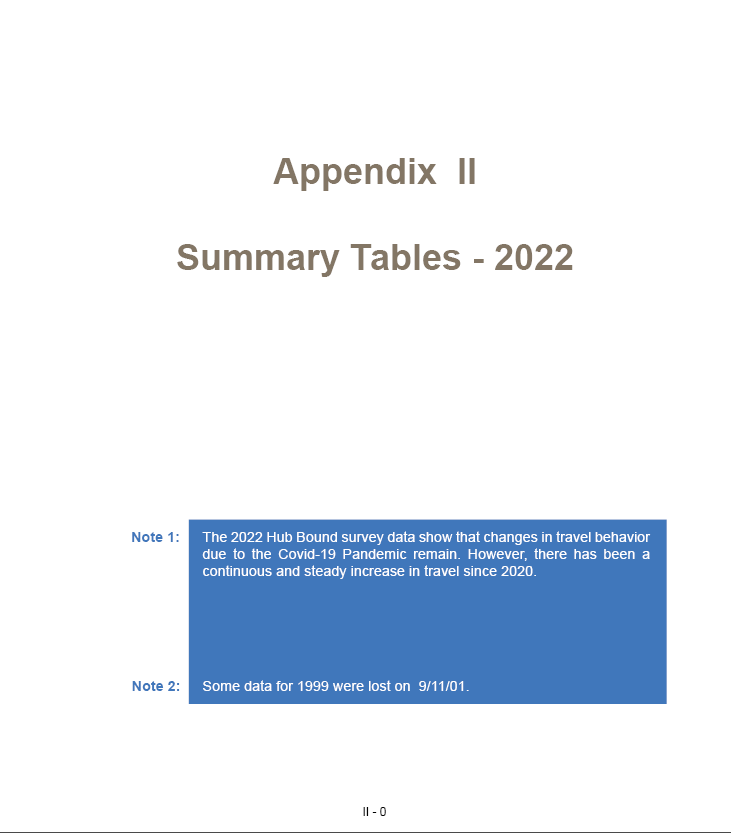 Appendix  II
Summary Tables - 2022
Note 1:
The 2022 Hub Bound survey data show that changes in travel behavior
due to the Covid-19 Pandemic remain. However, there has been a
continuous and steady increase in travel since 2020.
Note 2:
Some data for 1999 were lost on  9/11/01.
II - 0